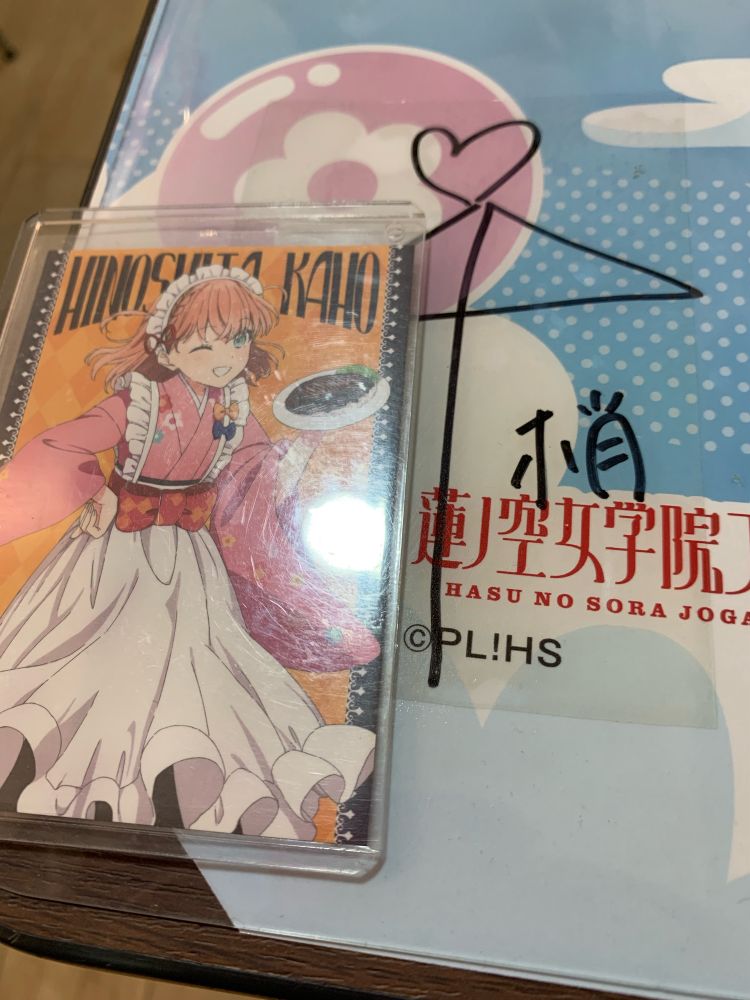 HINOSHITA KAHO
梢
蓮ノ空女学院
HASU NO SORA JOGA
©PL!HS